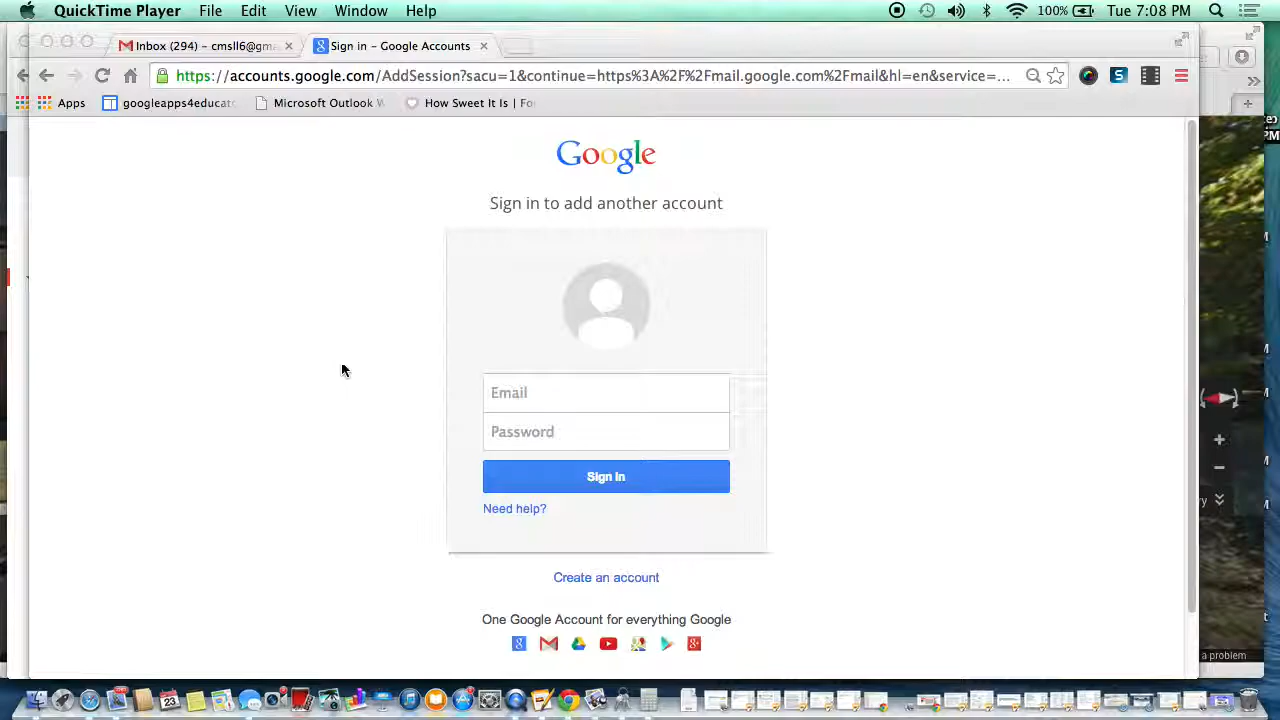 QuickTime Player File Edit View Window Help 100% Tue 7:08 PM
Inbox (294) – cmsll6@gm Sign in – Google Accounts
https://accounts.google.com/AddSession?sacu=1&continue=https%3A%2F%2Fmail.google.com%2Fmail&hl=en&service=...
Apps googleapps4educat Microsoft Outlook W How Sweet It Is | Fo
Google
Sign in to add another account
Email
Password
Sign in
Need help?
Create an account
One Google Account for everything Google
a problem
23